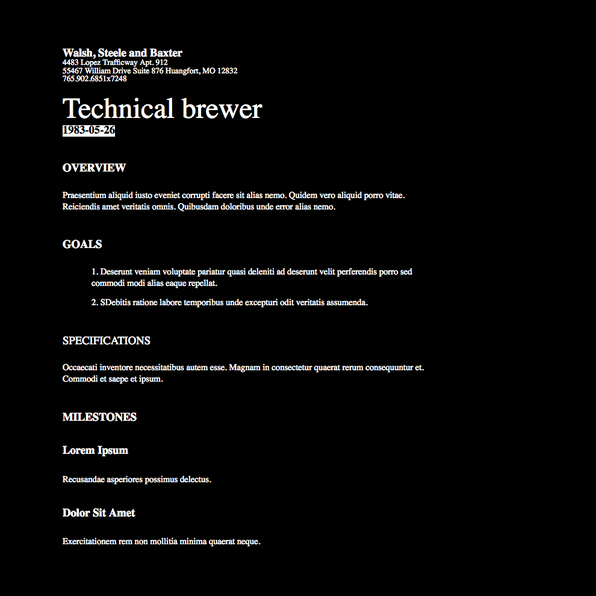 Walsh, Steele and Baxter
4483 Lopez Trafficway Apt. 912
55467 William Drive Suite 876 Huangfort, MO 12832
765.902.6851x7248
Technical brewer
1983-05-26
OVERVIEW
Praesentium aliquid iusto eveniet corrupti facere sit alias nemo. Quidem vero aliquid porro vitae.
Reiciendis amet veritatis omnis. Quibusdam doloribus unde error alias nemo.
GOALS
1. Deserunt veniam voluptate pariatur quasi deleniti ad deserunt velit perferendis porro sed
commodi modi alias eaque repellat.
2. SDebitis ratione labore temporibus unde excepturi odit veritatis assumenda.
SPECIFICATIONS
Occaecati inventore necessitatibus autem esse. Magnam in consectetur quaerat rerum consequuntur et.
Commodi et saepe et ipsum.
MILESTONES
Lorem Ipsum
Recusandae asperiores possimus delectus.
Dolor Sit Amet
Exercitationem rem non mollitia minima quaerat neque.